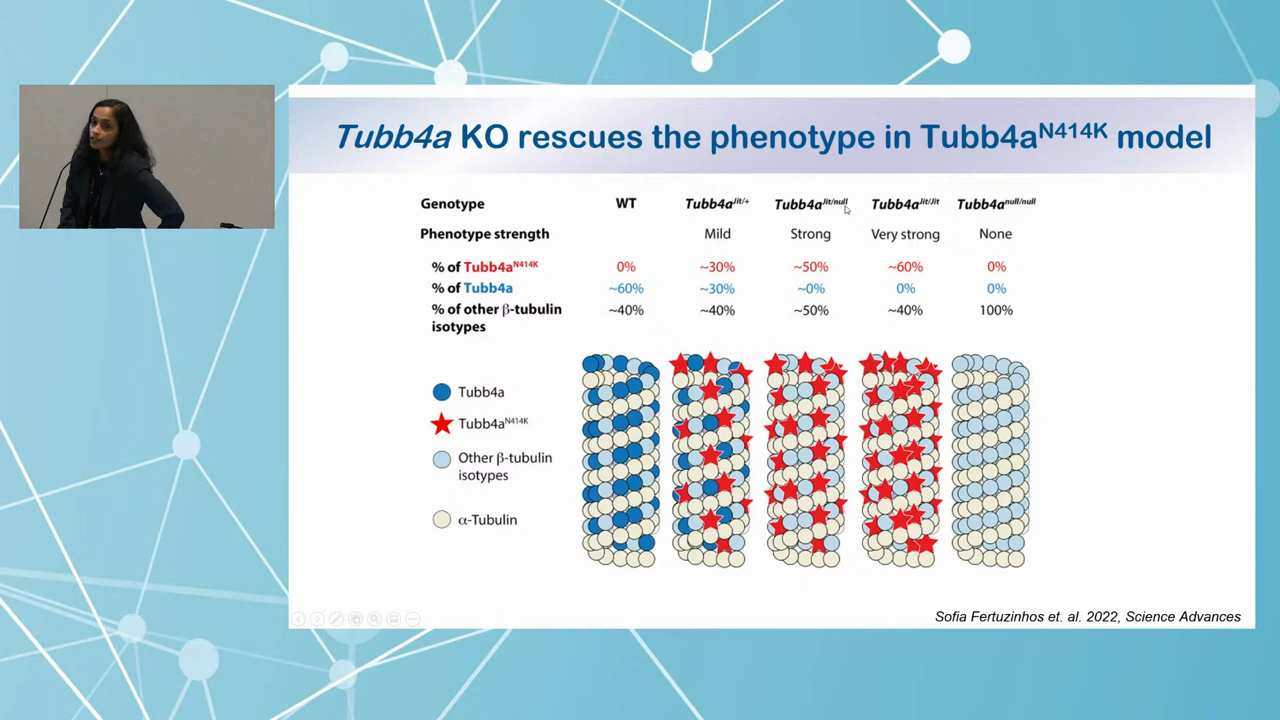 Tubb4a KO rescues the phenotype in Tubb4aN414K model
Genotype WT Tubb4aJit/+ Tubb4aJit/null Tubb4aJit/Jit Tubb4anull/null
Phenotype strength Mild Strong Very strong None
% of Tubb4aN414K 0% ~30% ~50% ~60% 0%
% of Tubb4a ~60% ~30% ~0% 0% 0%
% of other β-tubulin ~40% ~40% ~50% ~40% 100%
isotypes
Tubb4a
Tubb4aN414K
Other β-tubulin
isotypes
α-Tubulin
Sofia Fertuzinhos et. al. 2022, Science Advances